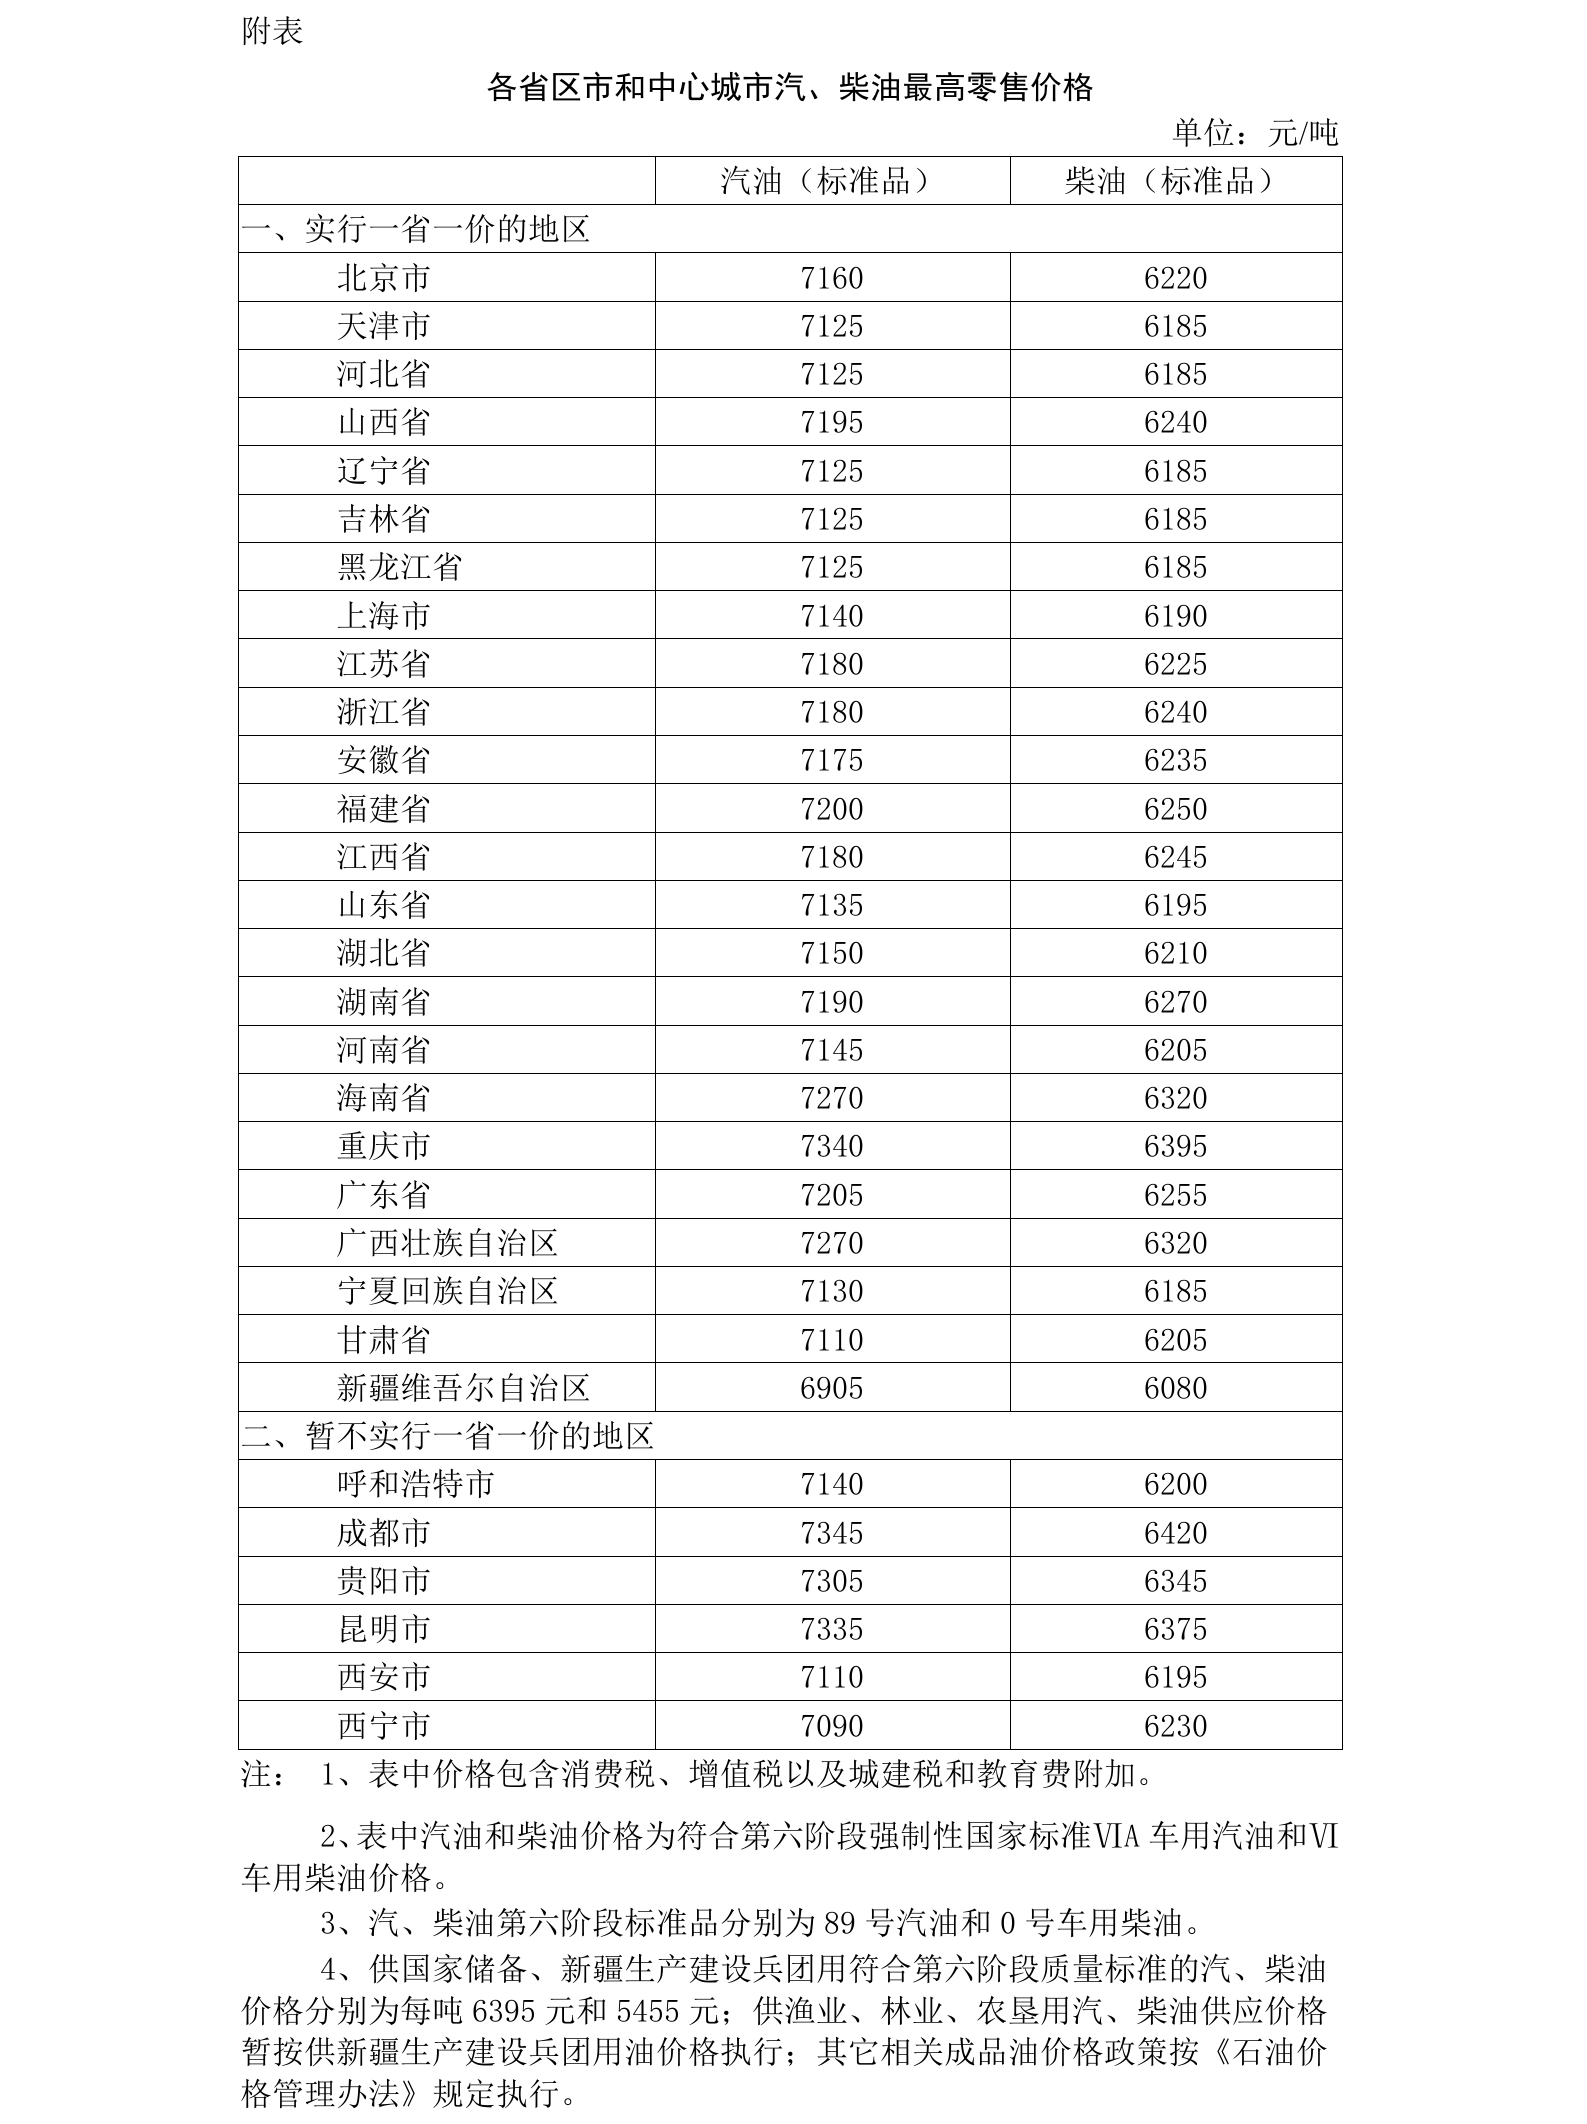 附表
各省区市和中心城市汽、柴油最高零售价格
单位：元/吨
汽油（标准品） 柴油（标准品）
一、实行一省一价的地区
北京市 7160 6220
天津市 7125 6185
河北省 7125 6185
山西省 7195 6240
辽宁省 7125 6185
吉林省 7125 6185
黑龙江省 7125 6185
上海市 7140 6190
江苏省 7180 6225
浙江省 7180 6240
安徽省 7175 6235
福建省 7200 6250
江西省 7180 6245
山东省 7135 6195
湖北省 7150 6210
湖南省 7190 6270
河南省 7145 6205
海南省 7270 6320
重庆市 7340 6395
广东省 7205 6255
广西壮族自治区 7270 6320
宁夏回族自治区 7130 6185
甘肃省 7110 6205
新疆维吾尔自治区 6905 6080
二、暂不实行一省一价的地区
呼和浩特市 7140 6200
成都市 7345 6420
贵阳市 7305 6345
昆明市 7335 6375
西安市 7110 6195
西宁市 7090 6230
注： 1、表中价格包含消费税、增值税以及城建税和教育费附加。
2、表中汽油和柴油价格为符合第六阶段强制性国家标准ⅥA 车用汽油和Ⅵ
车用柴油价格。
3、汽、柴油第六阶段标准品分别为 89 号汽油和 0 号车用柴油。
4、供国家储备、新疆生产建设兵团用符合第六阶段质量标准的汽、柴油
价格分别为每吨 6395 元和 5455 元；供渔业、林业、农垦用汽、柴油供应价格
暂按供新疆生产建设兵团用油价格执行；其它相关成品油价格政策按《石油价
格管理办法》规定执行。